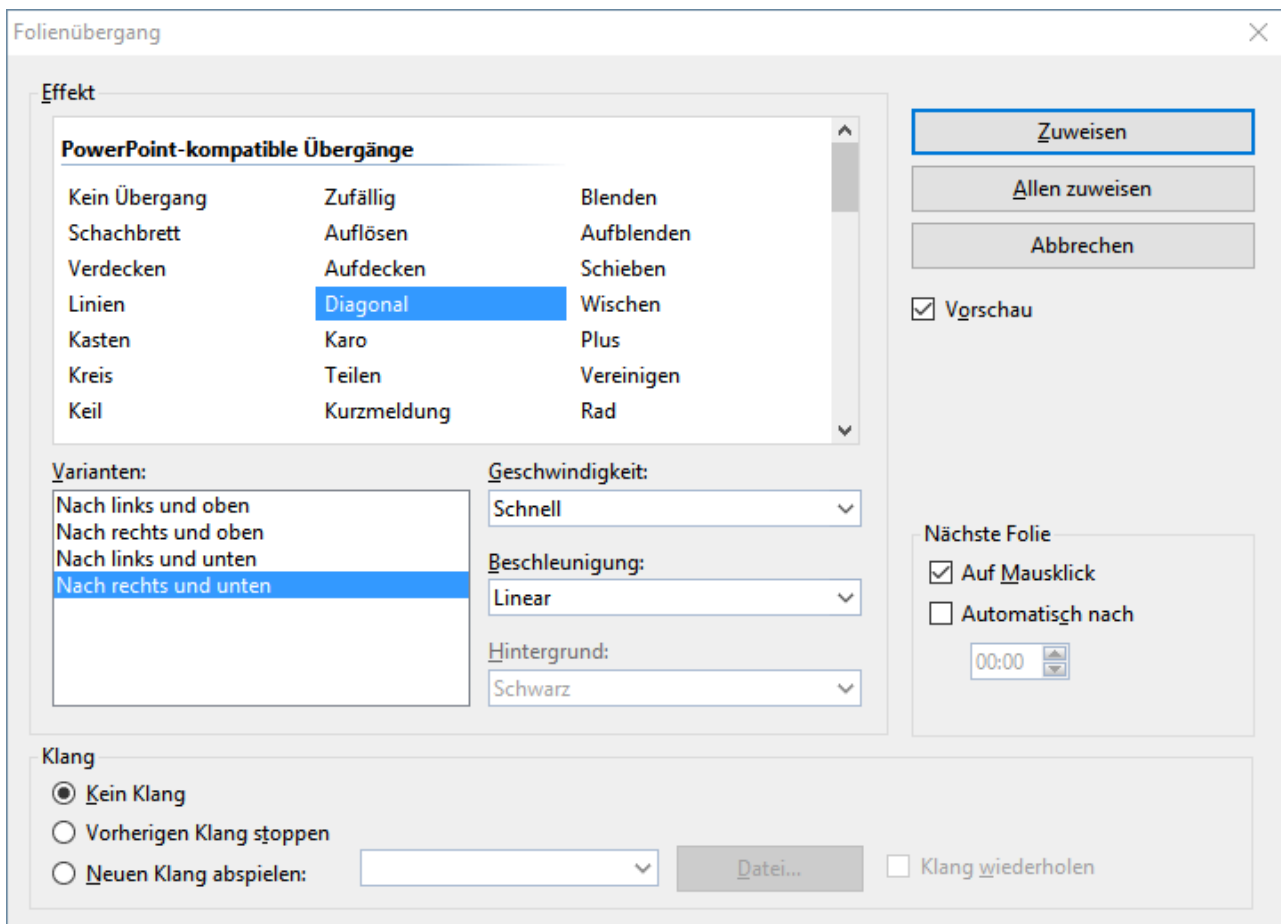 Folienübergang
Effekt
PowerPoint-kompatible Übergänge
Kein Übergang Zufällig Blenden
Schachbrett Auflösen Aufblenden
Verdecken Aufdecken Schieben
Linien Diagonal Wischen
Kasten Karo Plus
Kreis Teilen Vereinigen
Keil Kurzmeldung Rad
Zuweisen
Allen zuweisen
Abbrechen
Vorschau
Varianten:
Nach links und oben
Nach rechts und oben
Nach links und unten
Nach rechts und unten
Geschwindigkeit:
Schnell
Beschleunigung:
Linear
Hintergrund:
Schwarz
Nächste Folie
Auf Mausklick
Automatisch nach
00:00
Klang
Kein Klang
Vorherigen Klang stoppen
Neuen Klang abspielen: Datei... Klang wiederholen